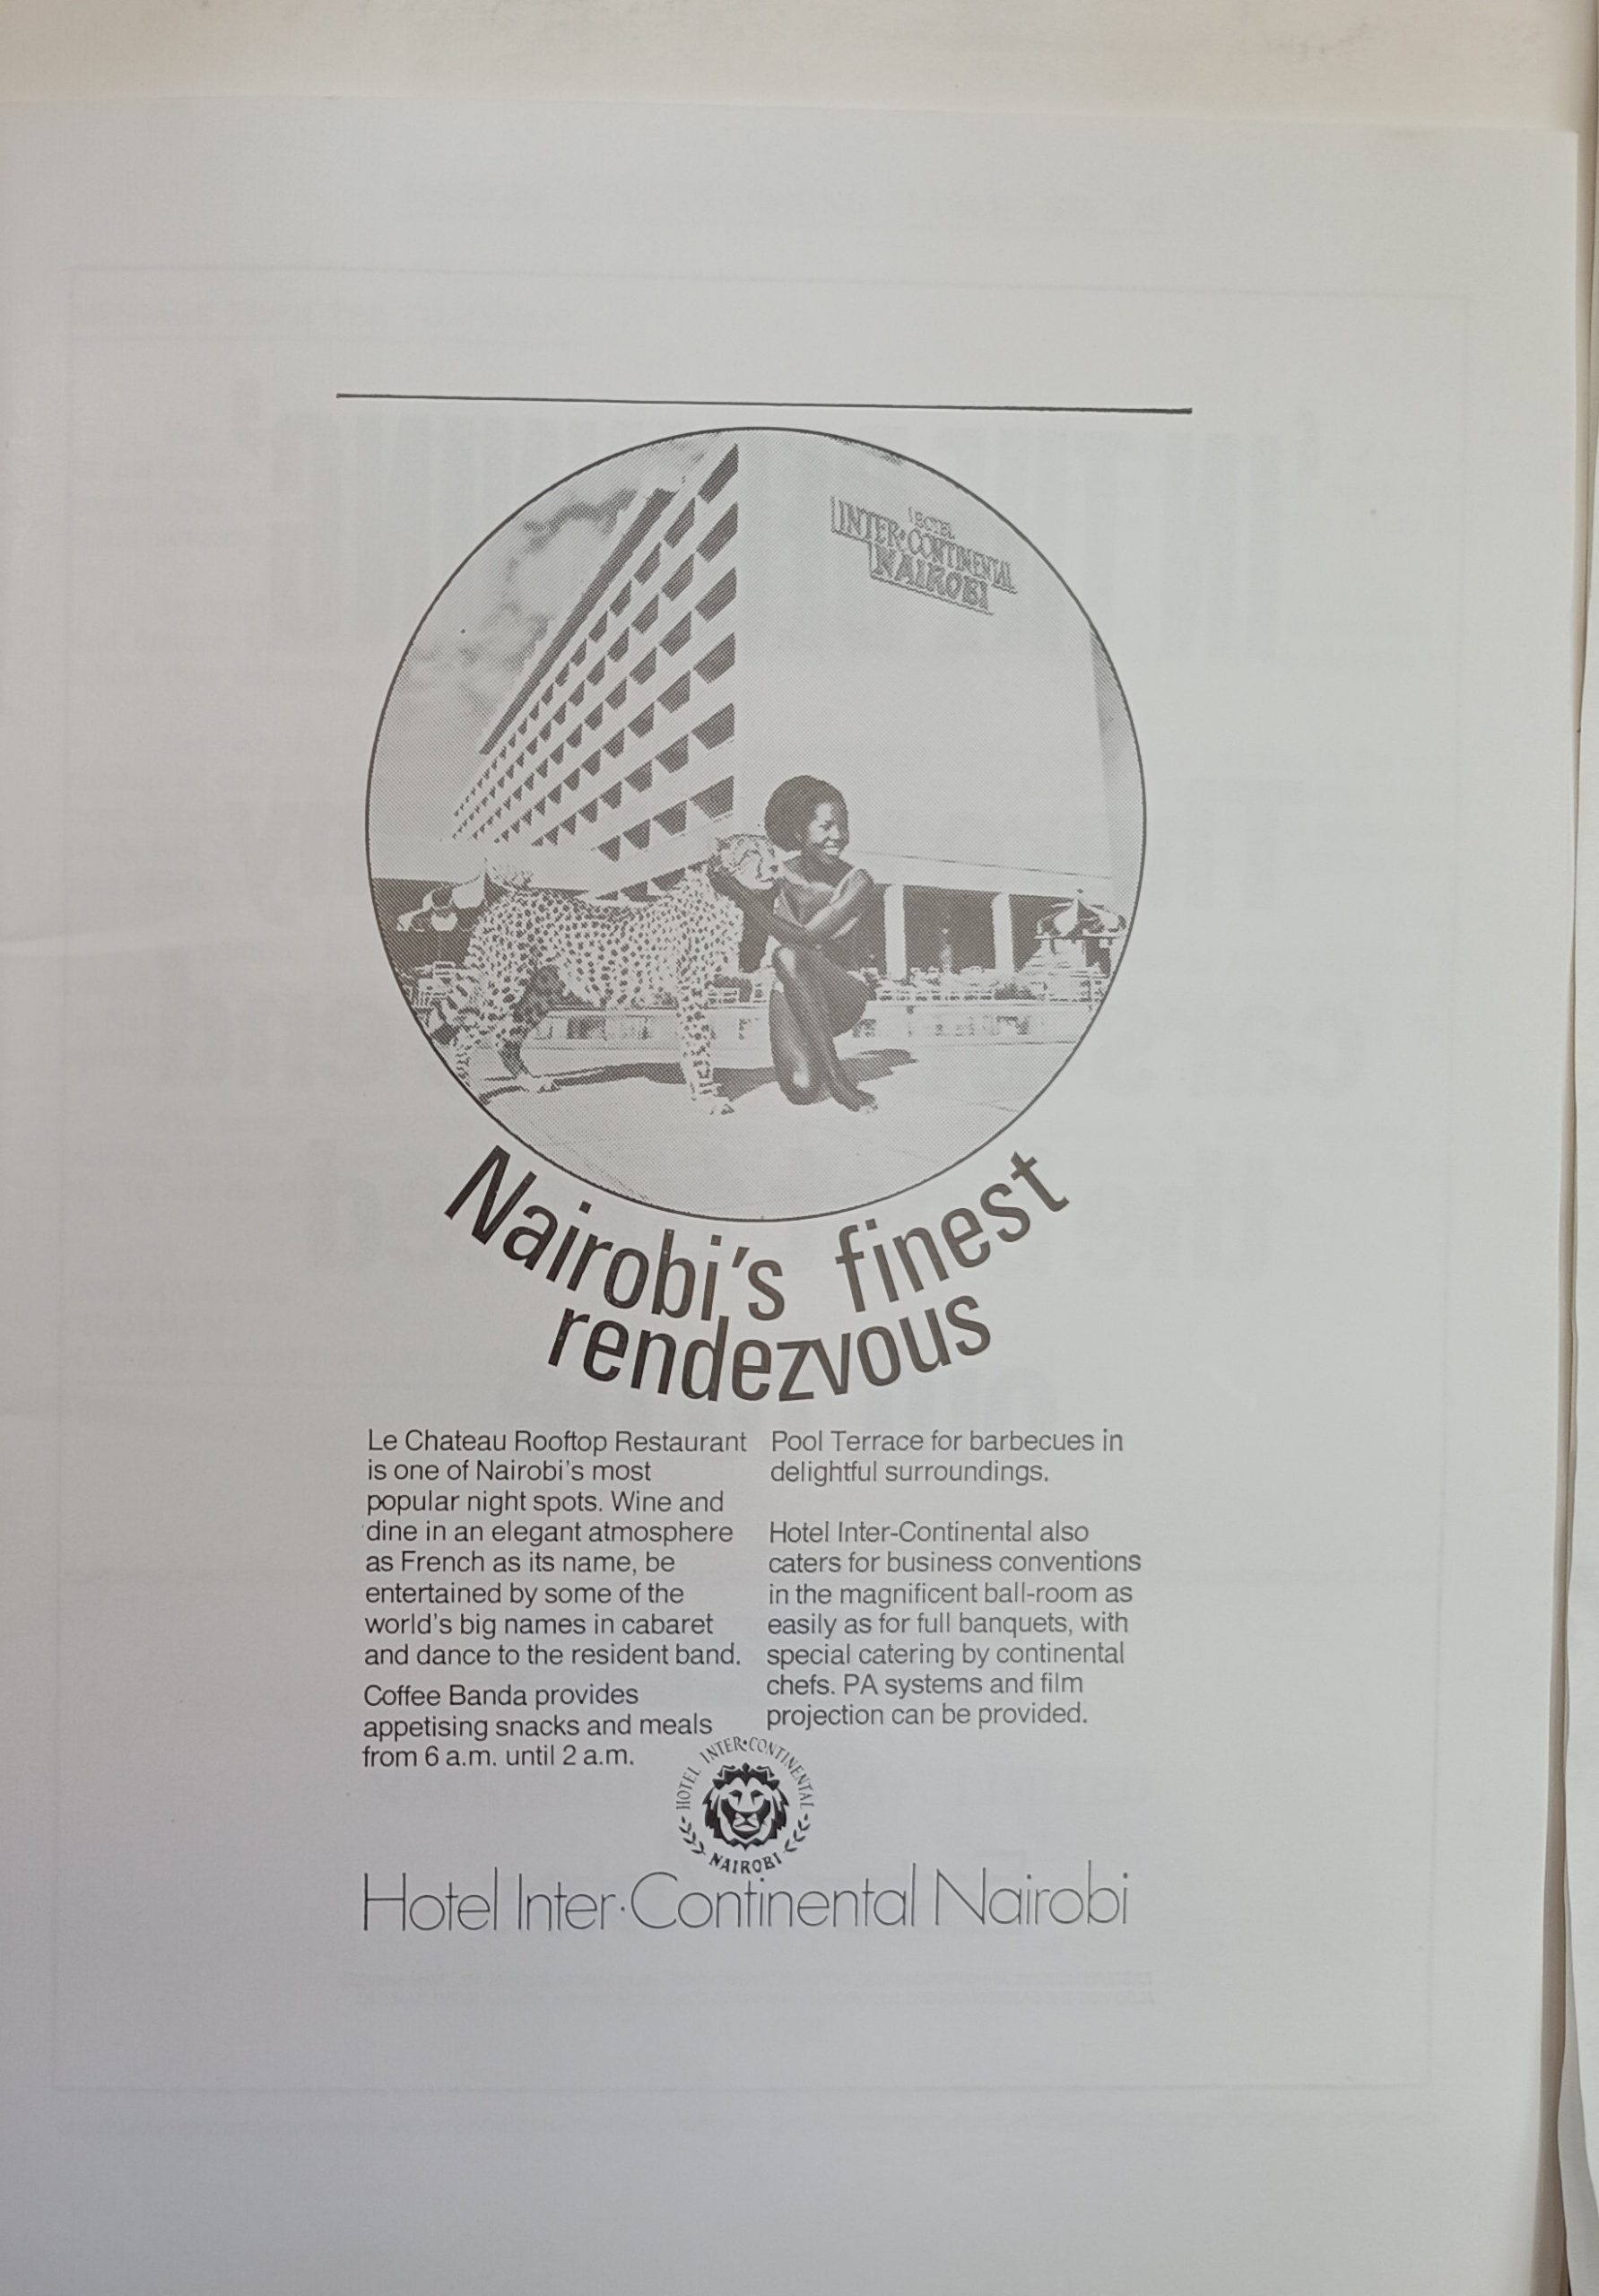 HOTEL
INTER·CONTINENTAL
NAIROBI
Nairobi's finest
rendezvous
Le Chateau Rooftop Restaurant
is one of Nairobi's most
popular night spots. Wine and
dine in an elegant atmosphere
as French as its name, be
entertained by some of the
world's big names in cabaret
and dance to the resident band.
Coffee Banda provides
appetising snacks and meals
from 6 a.m. until 2 a.m.
Pool Terrace for barbecues in
delightful surroundings.
Hotel Inter-Continental also
caters for business conventions
in the magnificent ball-room as
easily as for full banquets, with
special catering by continental
chefs. PA systems and film
projection can be provided.
HOTEL INTER·CONTINENTAL
NAIROBI
Hotel Inter·Continental Nairobi